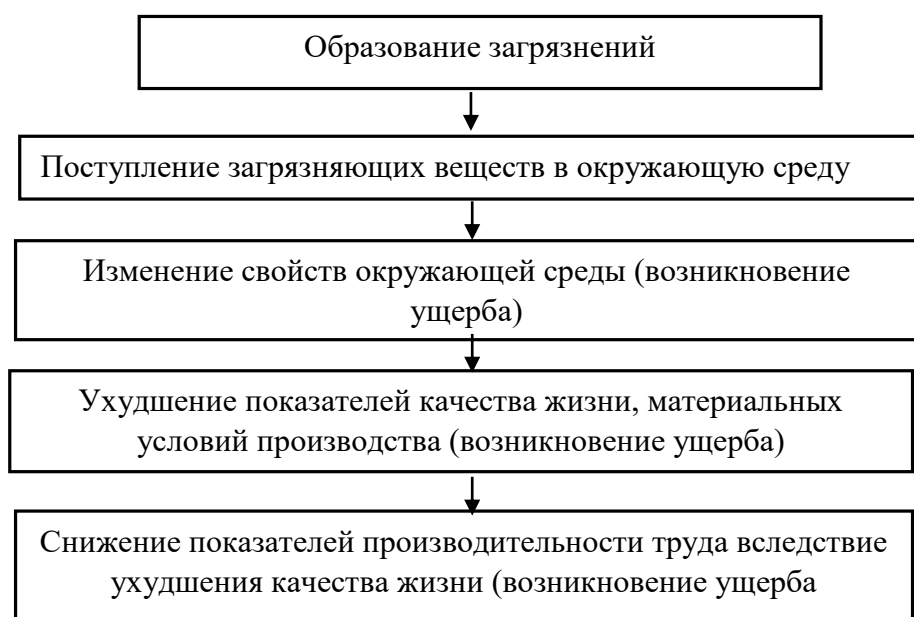 Образование загрязнений
Поступление загрязняющих веществ в окружающую среду
Изменение свойств окружающей среды (возникновение
ущерба)
Ухудшение показателей качества жизни, материальных
условий производства (возникновение ущерба)
Снижение показателей производительности труда вследствие
ухудшения качества жизни (возникновение ущерба